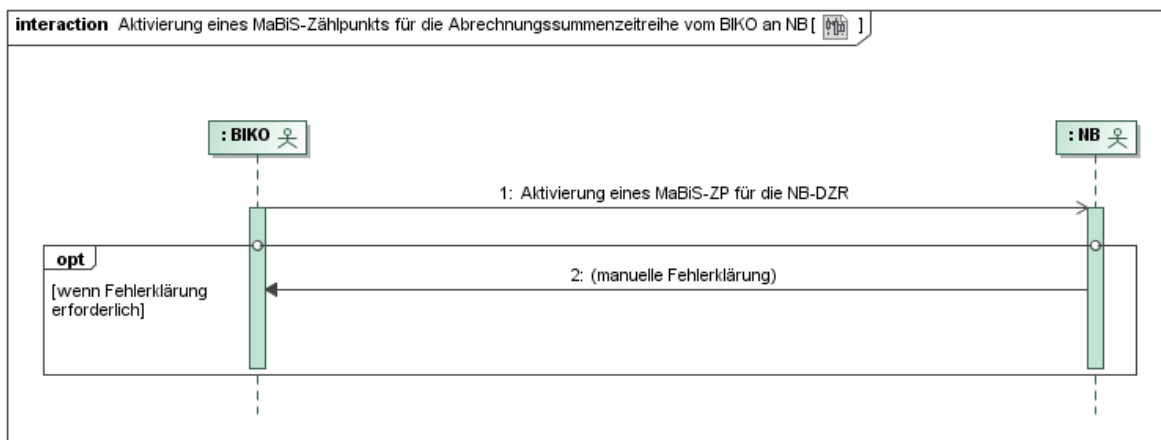 interaction Aktivierung eines MaBiS-Zählpunkts für die Abrechnungssummenzeitreihe vom BIKO an NB [ ]
: BIKO
: NB
1: Aktivierung eines MaBiS-ZP für die NB-DZR
opt
2: (manuelle Fehlerklärung)
[wenn Fehlerklärung
erforderlich]